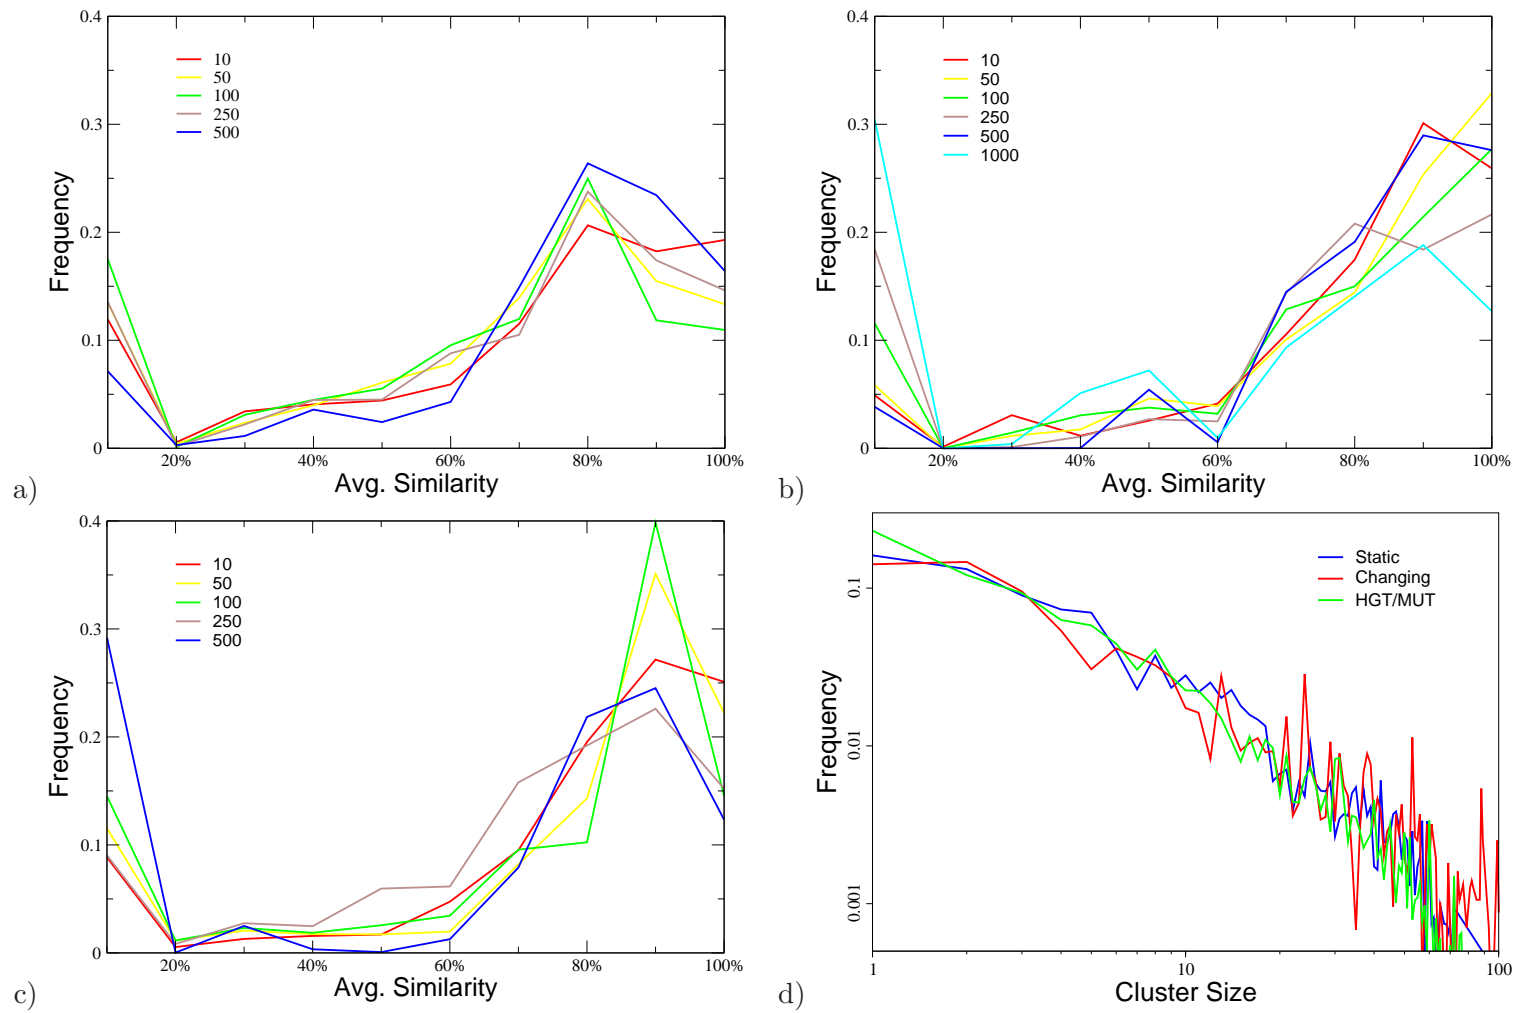 0.4
0.3
0.2
0.1
0
Frequency
10
50
100
250
500
20% 40% 60% 80% 100%
Avg. Similarity
a)
0.4
0.3
0.2
0.1
0
Frequency
10
50
100
250
500
1000
20% 40% 60% 80% 100%
Avg. Similarity
b)
0.4
0.3
0.2
0.1
0
Frequency
10
50
100
250
500
20% 40% 60% 80% 100%
Avg. Similarity
c)
0.1
0.01
0.001
Frequency
Static
Changing
HGT/MUT
1 10 100
Cluster Size
d)